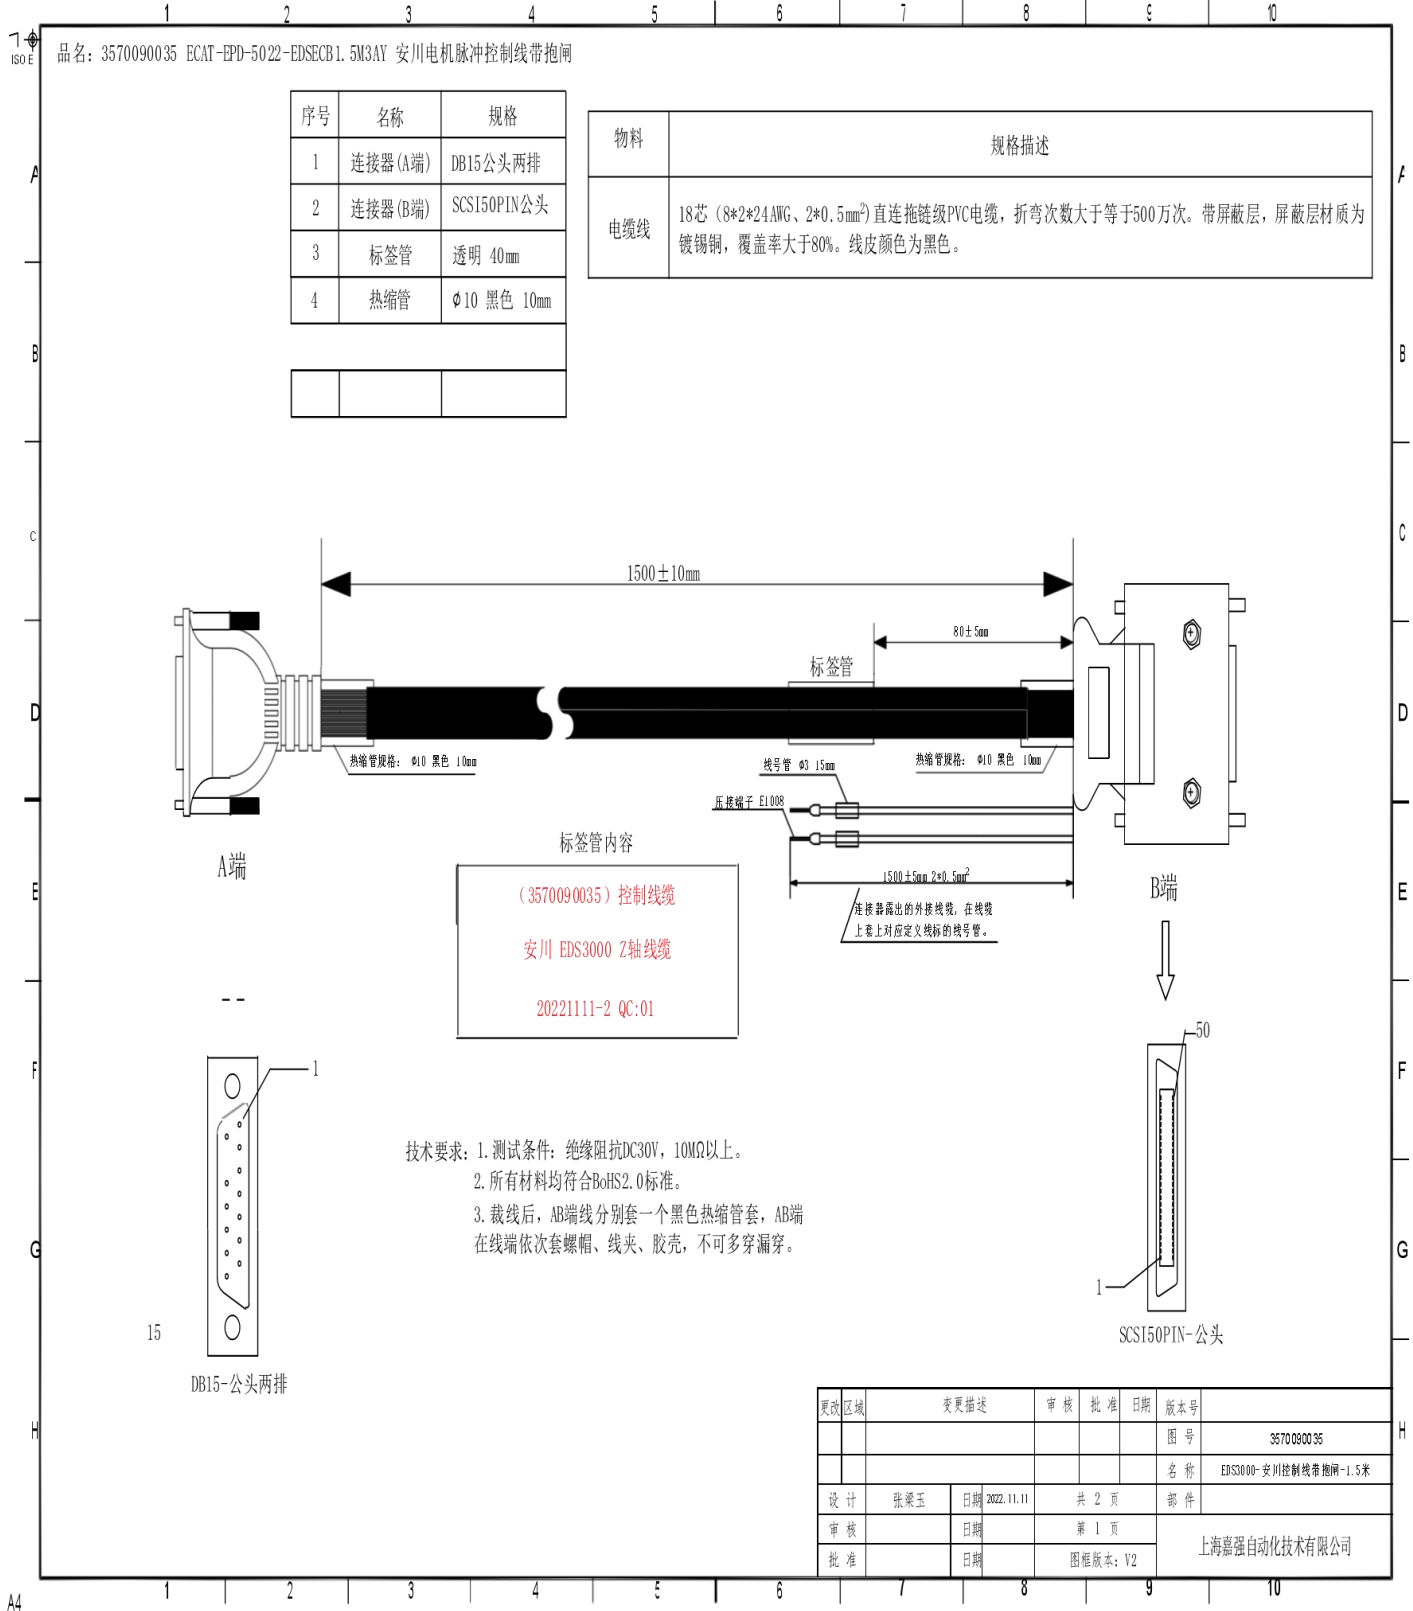 1 2 3 4 5 6 7 8 9 10
ISO E
品名：3570090035 ECAT-EPD-5022-EDSECB1.5M3AY 安川电机脉冲控制线带抱闸
序号 名称 规格
1 连接器(A端) DB15公头两排
2 连接器(B端) SCSI50PIN公头
3 标签管 透明 40mm
4 热缩管 Φ10 黑色 10mm
物料 规格描述
电缆线 18芯（8*2*24AWG、2*0.5mm²)直连拖链级PVC电缆，折弯次数大于等于500万次。带屏蔽层，屏蔽层材质为
镀锡铜，覆盖率大于80%。线皮颜色为黑色。
A A
B B
C C
D D
E E
F F
G G
H H
1500±10mm
80±5mm
标签管
热缩管规格： Φ10 黑色 10mm
热缩管规格： Φ10 黑色 10mm
线号管 Φ3 15mm
压接端子 E1008
1500±5mm 2*0.5mm²
连接器露出的外接线缆，在线缆
上套上对应定义线标的线号管。
A端
B端
标签管内容
（3570090035）控制线缆
安川 EDS3000 Z轴线缆
20221111-2 QC:01
--
1
15
DB15-公头两排
50
1
SCSI50PIN-公头
技术要求：1.测试条件：绝缘阻抗DC30V，10MΩ以上。
2.所有材料均符合BoHS2.0标准。
3.裁线后，AB端线分别套一个黑色热缩管套，AB端
在线端依次套螺帽、线夹、胶壳，不可多穿漏穿。
更改 区域 变更描述 审核 批准 日期 版本号
图号 3570090035
名称 EDS3000-安川控制线带抱闸-1.5米
设计 张梁玉 日期 2022.11.11 共 2 页 部件
审核 日期 第 1 页
批准 日期 图框版本：V2
上海嘉强自动化技术有限公司
1 2 3 4 5 6 7 8 9 10
A4